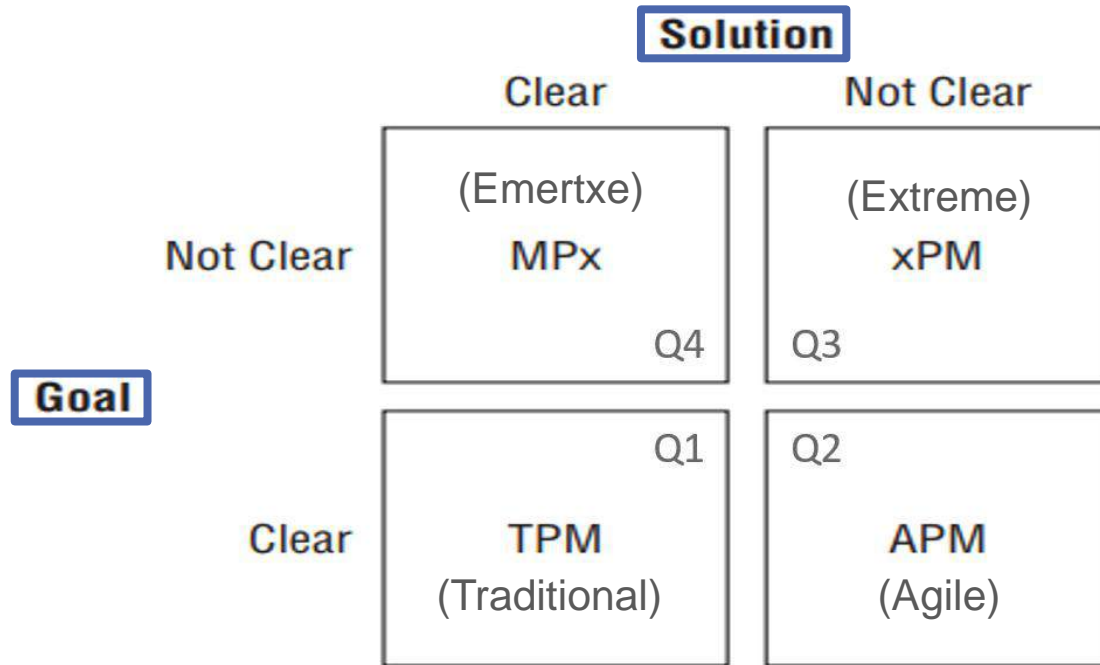 Solution
Clear Not Clear
(Emertxe) (Extreme)
Not Clear MPx xPM
Q4 Q3
Goal
Q1 Q2
Clear TPM APM
(Traditional) (Agile)